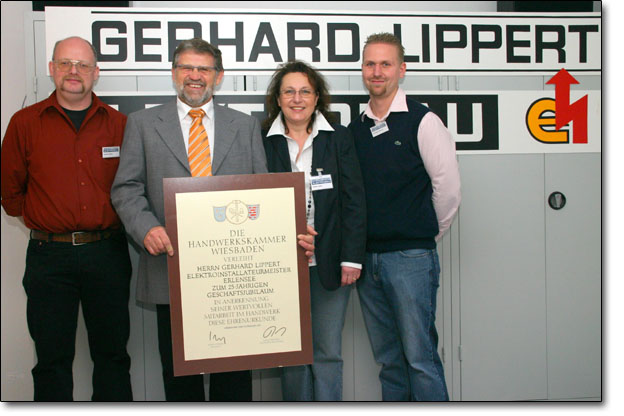 GERHARD LIPPERT
DIE
HANDWERKSKAMMER
WIESBADEN
VERLEIHT
HERRN GERHARD LIPPERT
ELEKTROINSTALLATEURMEISTER
ERLENSEE
ZUM 25JÄHRIGEN
GESCHÄFTSJUBILÄUM
IN ANERKENNUNG
SEINER WERTVOLLEN
MITARBEIT IM HANDWERK
DIESE EHRENURKUNDE